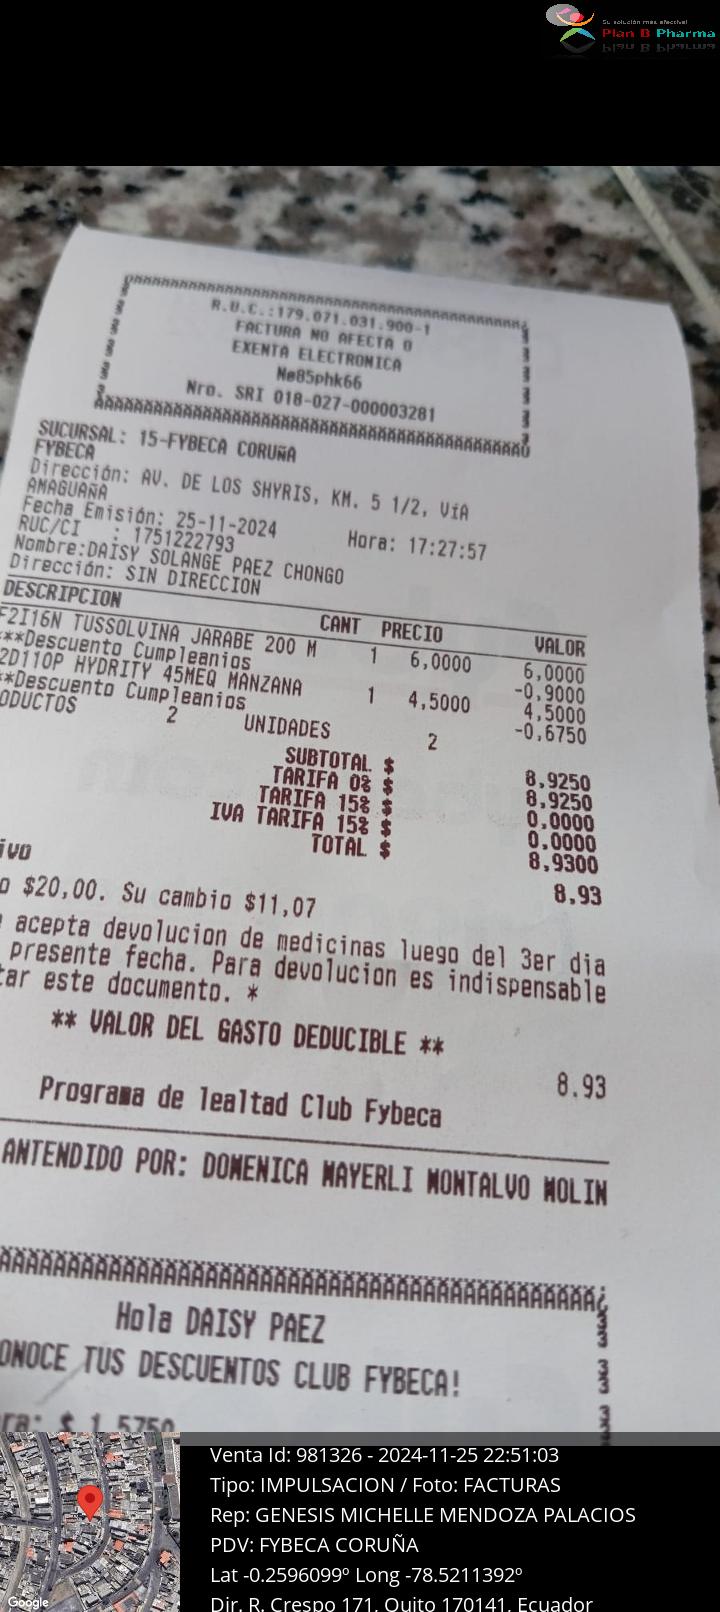 Su solución más efectiva!
Plan B Pharma
R.U.C.:179.071.031.900-1
FACTURA NO AFECTA O
EXENTA ELECTRONICA
Nø85phk66
Nro. SRI 018-027-000003281
SUCURSAL: 15-FYBECA CORUñA
FYBECA
Dirección: AV. DE LOS SHYRIS, KM. 5 1/2, VíA
AMAGUAÑA
Fecha Emisión: 25-11-2024 Hora: 17:27:57
RUC/CI : 1751222793
Nombre:DAISY SOLANGE PAEZ CHONGO
Dirección: SIN DIRECCION
DESCRIPCION CANT PRECIO VALOR
F2I16N TUSSOLVINA JARABE 200 M 1 6,0000 6,0000
**Descuento Cumpleanios -0,9000
2D110P HYDRITY 45MEQ MANZANA 1 4,5000 4,5000
**Descuento Cumpleanios -0,6750
ODUCTOS 2 UNIDADES 2
SUBTOTAL $ 8,9250
TARIFA 0% $ 8,9250
TARIFA 15% $ 0,0000
IVA TARIFA 15% $ 0,0000
TOTAL $ 8,9300
ivo 8.93
o $20,00. Su cambio $11,07
acepta devolucion de medicinas luego del 3er dia
presente fecha. Para devolucion es indispensable
tar este documento. *
** VALOR DEL GASTO DEDUCIBLE **
8.93
Programa de lealtad Club Fybeca
ANTENDIDO POR: DOMENICA MAYERLI MONTALVO MOLIN
Hola DAISY PAEZ
ONOCE TUS DESCUENTOS CLUB FYBECA!
ra: $ 1,5750
Venta Id: 981326 - 2024-11-25 22:51:03
Tipo: IMPULSACION / Foto: FACTURAS
Rep: GENESIS MICHELLE MENDOZA PALACIOS
PDV: FYBECA CORUÑA
Lat -0.2596099º Long -78.5211392º
Dir. R. Crespo 171, Quito 170141, Ecuador
Google